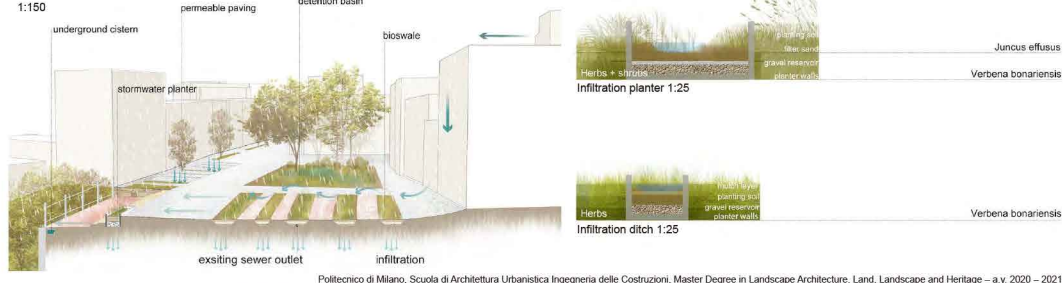 1:150
permeable paving
detention basin
underground cistern
bioswale
stormwater planter
exsiting sewer outlet
infiltration
planting soil
filter sand
gravel reservoir
planter walls
Herbs + shrubs
Juncus effusus
Verbena bonariensis
Infiltration planter 1:25
mulch layer
planting soil
gravel reservoir
planter walls
Herbs
Verbena bonariensis
Infiltration ditch 1:25
Politecnico di Milano, Scuola di Architettura Urbanistica Ingegneria delle Costruzioni, Master Degree in Landscape Architecture, Land, Landscape and Heritage – a.y. 2020 – 2021